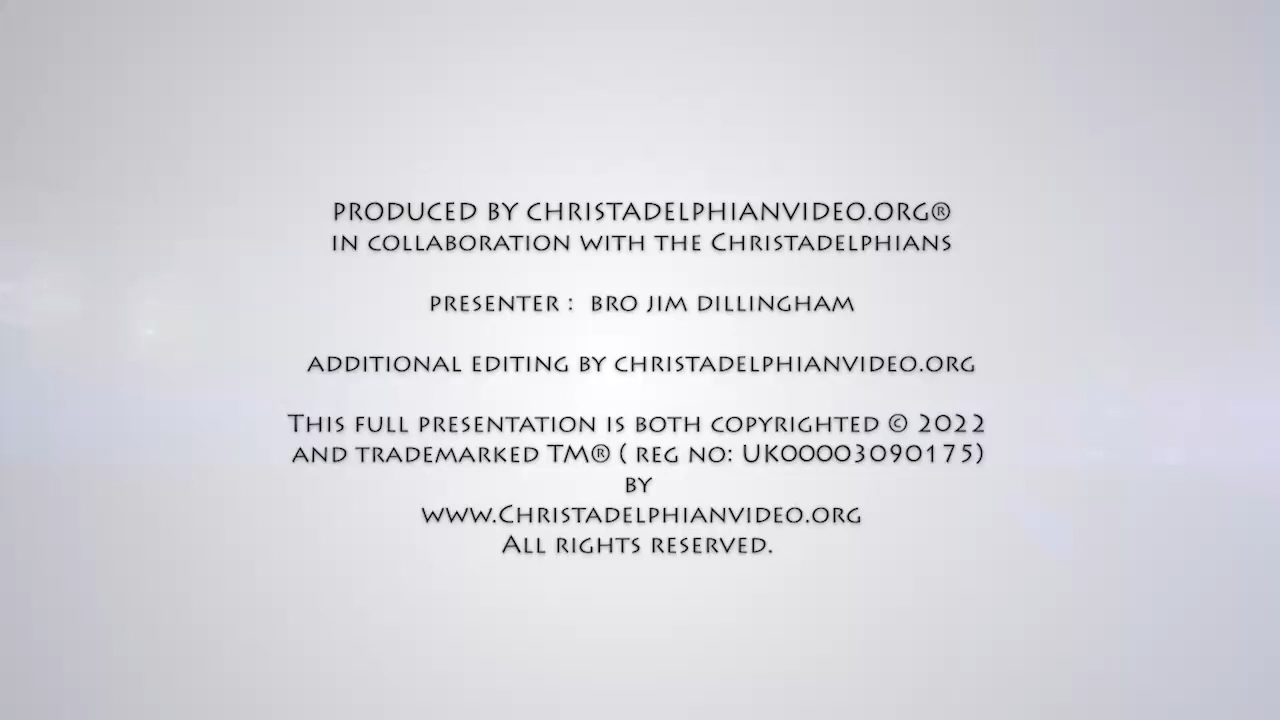 PRODUCED BY CHRISTADELPHIANVIDEO.ORG®
IN COLLABORATION WITH THE CHRISTADELPHIANS
PRESENTER : BRO JIM DILLINGHAM
ADDITIONAL EDITING BY CHRISTADELPHIANVIDEO.ORG
THIS FULL PRESENTATION IS BOTH COPYRIGHTED © 2022
AND TRADEMARKED TM® ( REG NO: UK00003090175)
BY
WWW.CHRISTADELPHIANVIDEO.ORG
ALL RIGHTS RESERVED.